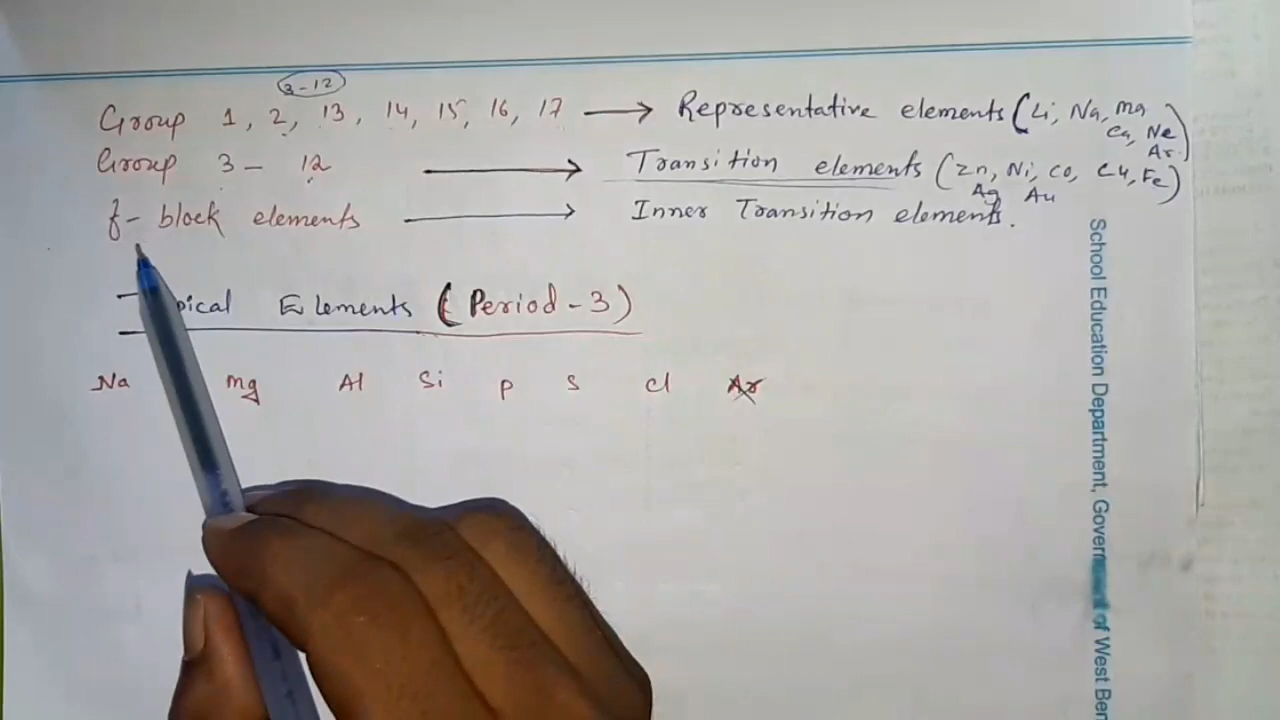 3-12
Group 1, 2, 13, 14, 15, 16, 17 → Representative elements (Li, Na, Mg
Ca, Ne
Ar)
Group 3 - 12 → Transition elements (Zn, Ni, Co, Cu, Fe)
Ag Au
f- block elements → Inner Transition elements.
Elements (Period-3)
Na Mg Al Si P S Cl Ar
School Education Department, Government of West Ben